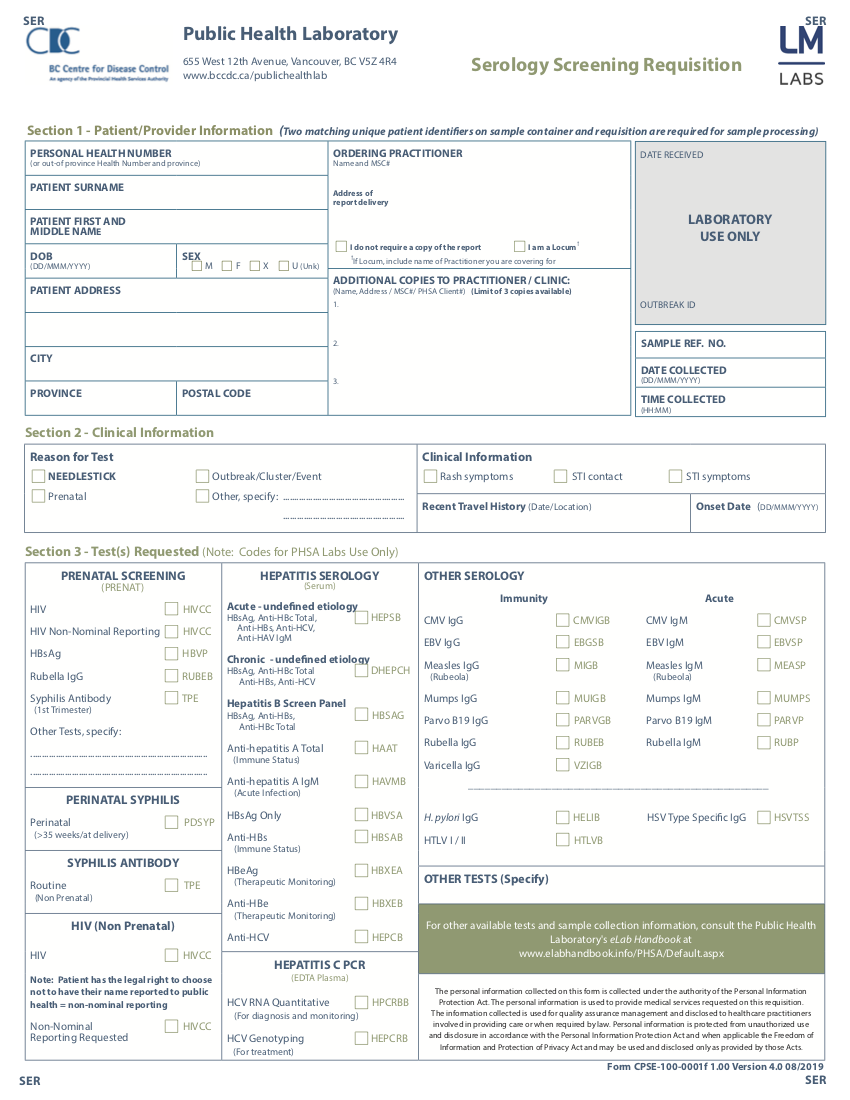 SER
SER
BC Centre for Disease Control
An agency of the Provincial Health Services Authority
Public Health Laboratory
655 West 12th Avenue, Vancouver, BC V5Z 4R4
www.bccdc.ca/publichealthlab
Serology Screening Requisition
LM
LABS
Section 1 - Patient/Provider Information (Two matching unique patient identifiers on sample container and requisition are required for sample processing)
PERSONAL HEALTH NUMBER
(or out-of province Health Number and province)
PATIENT SURNAME
PATIENT FIRST AND
MIDDLE NAME
DOB
(DD/MMM/YYYY)
SEX
M F X U (Unk)
PATIENT ADDRESS
CITY
PROVINCE
POSTAL CODE
ORDERING PRACTITIONER
Name and MSC#
Address of
report delivery
I do not require a copy of the report
I am a Locum†
†If Locum, include name of Practitioner you are covering for
ADDITIONAL COPIES TO PRACTITIONER / CLINIC:
(Name, Address / MSC#/ PHSA Client#) (Limit of 3 copies available)
1.
2.
3.
DATE RECEIVED
LABORATORY
USE ONLY
OUTBREAK ID
SAMPLE REF. NO.
DATE COLLECTED
(DD/MMM/YYYY)
TIME COLLECTED
(HH:MM)
Section 2 - Clinical Information
Reason for Test
NEEDLESTICK
Outbreak/Cluster/Event
Prenatal
Other, specify: ............................................
............................................
Clinical Information
Rash symptoms
STI contact
STI symptoms
Recent Travel History (Date/Location)
Onset Date (DD/MMM/YYYY)
Section 3 - Test(s) Requested (Note: Codes for PHSA Labs Use Only)
PRENATAL SCREENING
(PRENAT)
HIV HIVCC
HIV Non-Nominal Reporting HIVCC
HBsAg HBVP
Rubella IgG RUBEB
Syphilis Antibody TPE
(1st Trimester)
Other Tests, specify:
................................................................
................................................................
PERINATAL SYPHILIS
Perinatal PDSYP
(>35 weeks/at delivery)
SYPHILIS ANTIBODY
Routine TPE
(Non Prenatal)
HIV (Non Prenatal)
HIV HIVCC
Note: Patient has the legal right to choose
not to have their name reported to public
health = non-nominal reporting
Non-Nominal HIVCC
Reporting Requested
HEPATITIS SEROLOGY
(Serum)
Acute - undefined etiology
HBsAg, Anti-HBc Total, HEPSB
Anti-HBs, Anti-HCV,
Anti-HAV IgM
Chronic - undefined etiology
HBsAg, Anti-HBc Total DHEPCH
Anti-HBs, Anti-HCV
Hepatitis B Screen Panel
HBsAg, Anti-HBs, HBSAG
Anti-HBc Total
Anti-hepatitis A Total HAAT
(Immune Status)
Anti-hepatitis A IgM HAVMB
(Acute Infection)
HBsAg Only HBVSA
Anti-HBs HBSAB
(Immune Status)
HBeAg HBXEA
(Therapeutic Monitoring)
Anti-HBe HBXEB
(Therapeutic Monitoring)
Anti-HCV HEPCB
HEPATITIS C PCR
(EDTA Plasma)
HCV RNA Quantitative HPCRBB
(For diagnosis and monitoring)
HCV Genotyping HEPCRB
(For treatment)
OTHER SEROLOGY
Immunity Acute
CMV IgG CMVIGB CMV IgM CMVSP
EBV IgG EBGSB EBV IgM EBVSP
Measles IgG MIGB Measles IgM MEASP
(Rubeola) (Rubeola)
Mumps IgG MUIGB Mumps IgM MUMPS
Parvo B19 IgG PARVGB Parvo B19 IgM PARVP
Rubella IgG RUBEB Rubella IgM RUBP
Varicella IgG VZIGB
H. pylori IgG HELIB HSV Type Specific IgG HSVTSS
HTLV I / II HTLVB
OTHER TESTS (Specify)
For other available tests and sample collection information, consult the Public Health
Laboratory's eLab Handbook at
www.elabhandbook.info/PHSA/Default.aspx
The personal information collected on this form is collected under the authority of the Personal Information
Protection Act. The personal information is used to provide medical services requested on this requisition.
The information collected is used for quality assurance management and disclosed to healthcare practitioners
involved in providing care or when required by law. Personal information is protected from unauthorized use
and disclosure in accordance with the Personal Information Protection Act and when applicable the Freedom of
Information and Protection of Privacy Act and may be used and disclosed only as provided by those Acts.
Form CPSE-100-0001f 1.00 Version 4.0 08/2019
SER
SER